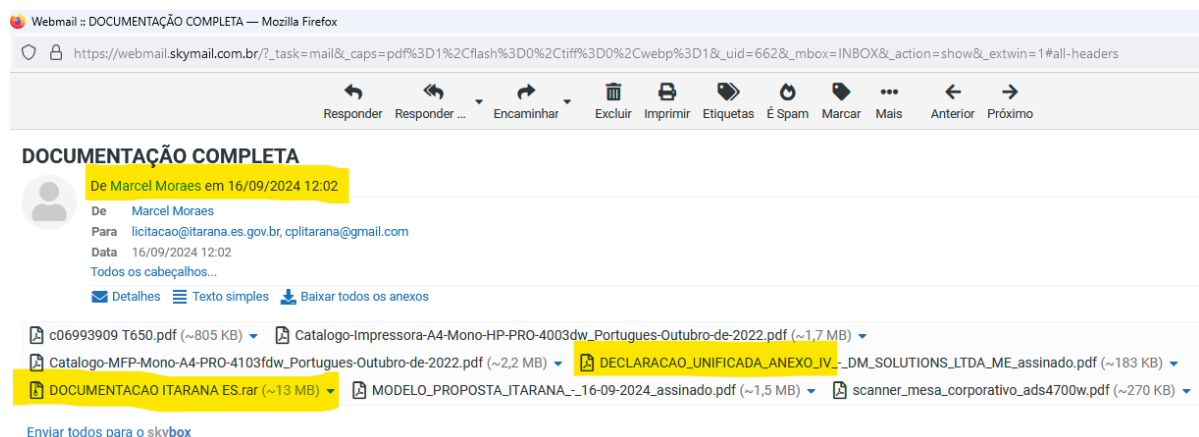 Webmail :: DOCUMENTAÇÃO COMPLETA — Mozilla Firefox
https://webmail.skymail.com.br/?_task=mail&_caps=pdf%3D1%2Cflash%3D0%2Ctiff%3D0%2Cwebp%3D1&_uid=662&_mbox=INBOX&_action=show&_extwin=1#all-headers
Responder Responder ... Encaminhar Excluir Imprimir Etiquetas É Spam Marcar Mais Anterior Próximo
DOCUMENTAÇÃO COMPLETA
De Marcel Moraes em 16/09/2024 12:02
De Marcel Moraes
Para licitacao@itarana.es.gov.br, cplitarana@gmail.com
Data 16/09/2024 12:02
Todos os cabeçalhos...
Detalhes Texto simples Baixar todos os anexos
c06993909 T650.pdf (~805 KB) Catalogo-Impressora-A4-Mono-HP-PRO-4003dw_Portugues-Outubro-de-2022.pdf (~1,7 MB)
Catalogo-MFP-Mono-A4-PRO-4103fdw_Portugues-Outubro-de-2022.pdf (~2,2 MB) DECLARACAO_UNIFICADA_ANEXO_IV_-_DM_SOLUTIONS_LTDA_ME_assinado.pdf (~183 KB)
DOCUMENTACAO ITARANA ES.rar (~13 MB) MODELO_PROPOSTA_ITARANA_-_16-09-2024_assinado.pdf (~1,5 MB) scanner_mesa_corporativo_ads4700w.pdf (~270 KB)
Enviar todos para o skybox